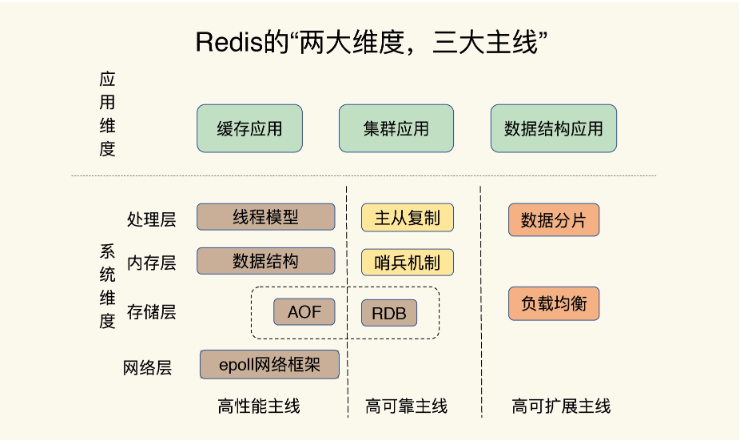 Redis的“两大维度，三大主线”
应用维度
缓存应用
集群应用
数据结构应用
系统维度
处理层
线程模型
主从复制
数据分片
内存层
数据结构
哨兵机制
存储层
AOF
RDB
负载均衡
网络层
epoll网络框架
高性能主线
高可靠主线
高可扩展主线